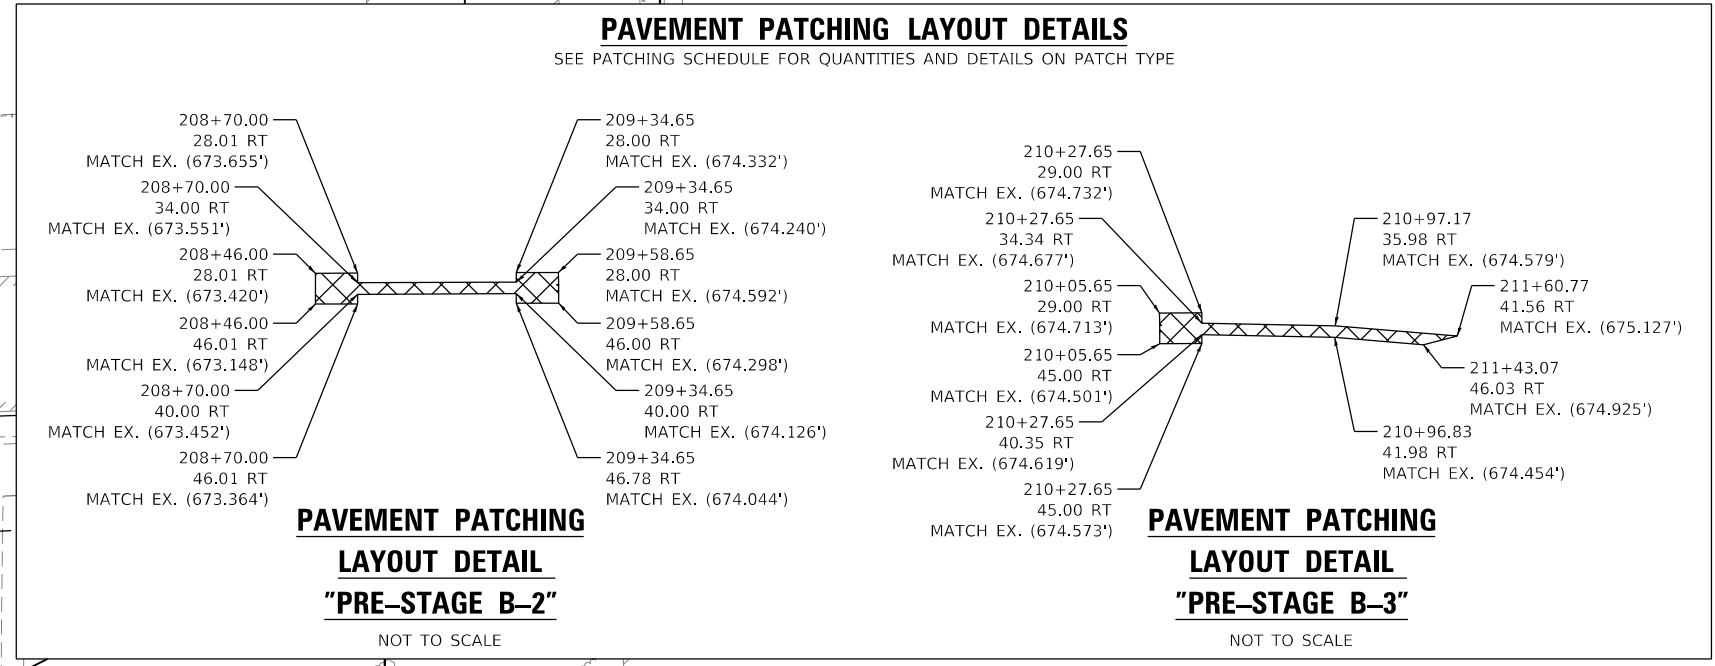 PAVEMENT PATCHING LAYOUT DETAILS
SEE PATCHING SCHEDULE FOR QUANTITIES AND DETAILS ON PATCH TYPE
208+70.00
28.01 RT
MATCH EX. (673.655')
208+70.00
34.00 RT
MATCH EX. (673.551')
208+46.00
28.01 RT
MATCH EX. (673.420')
208+46.00
46.01 RT
MATCH EX. (673.148')
208+70.00
40.00 RT
MATCH EX. (673.452')
208+70.00
46.01 RT
MATCH EX. (673.364')
209+34.65
28.00 RT
MATCH EX. (674.332')
209+34.65
34.00 RT
MATCH EX. (674.240')
209+58.65
28.00 RT
MATCH EX. (674.592')
209+58.65
46.00 RT
MATCH EX. (674.298')
209+34.65
40.00 RT
MATCH EX. (674.126')
209+34.65
46.78 RT
MATCH EX. (674.044')
PAVEMENT PATCHING
LAYOUT DETAIL
"PRE–STAGE B–2"
NOT TO SCALE
210+27.65
29.00 RT
MATCH EX. (674.732')
210+27.65
34.34 RT
MATCH EX. (674.677')
210+05.65
29.00 RT
MATCH EX. (674.713')
210+05.65
45.00 RT
MATCH EX. (674.501')
210+27.65
40.35 RT
MATCH EX. (674.619')
210+27.65
45.00 RT
MATCH EX. (674.573')
210+97.17
35.98 RT
MATCH EX. (674.579')
211+60.77
41.56 RT
MATCH EX. (675.127')
211+43.07
46.03 RT
MATCH EX. (674.925')
210+96.83
41.98 RT
MATCH EX. (674.454')
PAVEMENT PATCHING
LAYOUT DETAIL
"PRE–STAGE B–3"
NOT TO SCALE